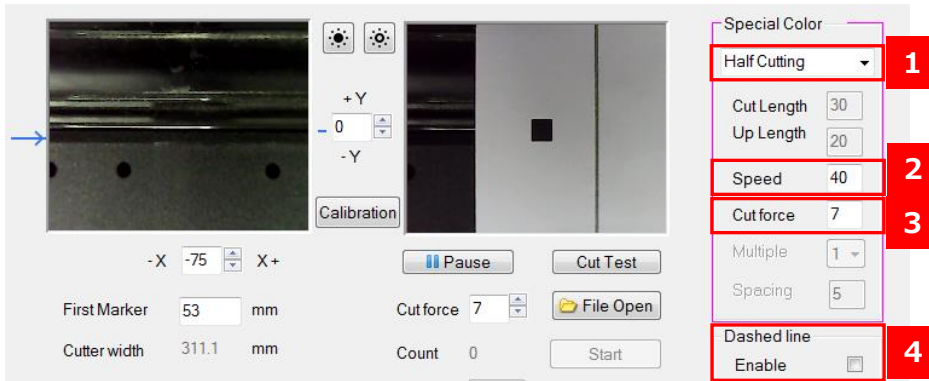 Special Color
Half Cutting
1
Cut Length 30
Up Length 20
Speed 40
2
Cut force 7
3
Multiple 1
Spacing 5
Dashed line
Enable
4
+ Y
0
- Y
Calibration
- X -75 X +
Pause
Cut Test
First Marker 53 mm
Cut force 7
File Open
Cutter width 311.1 mm
Count 0
Start